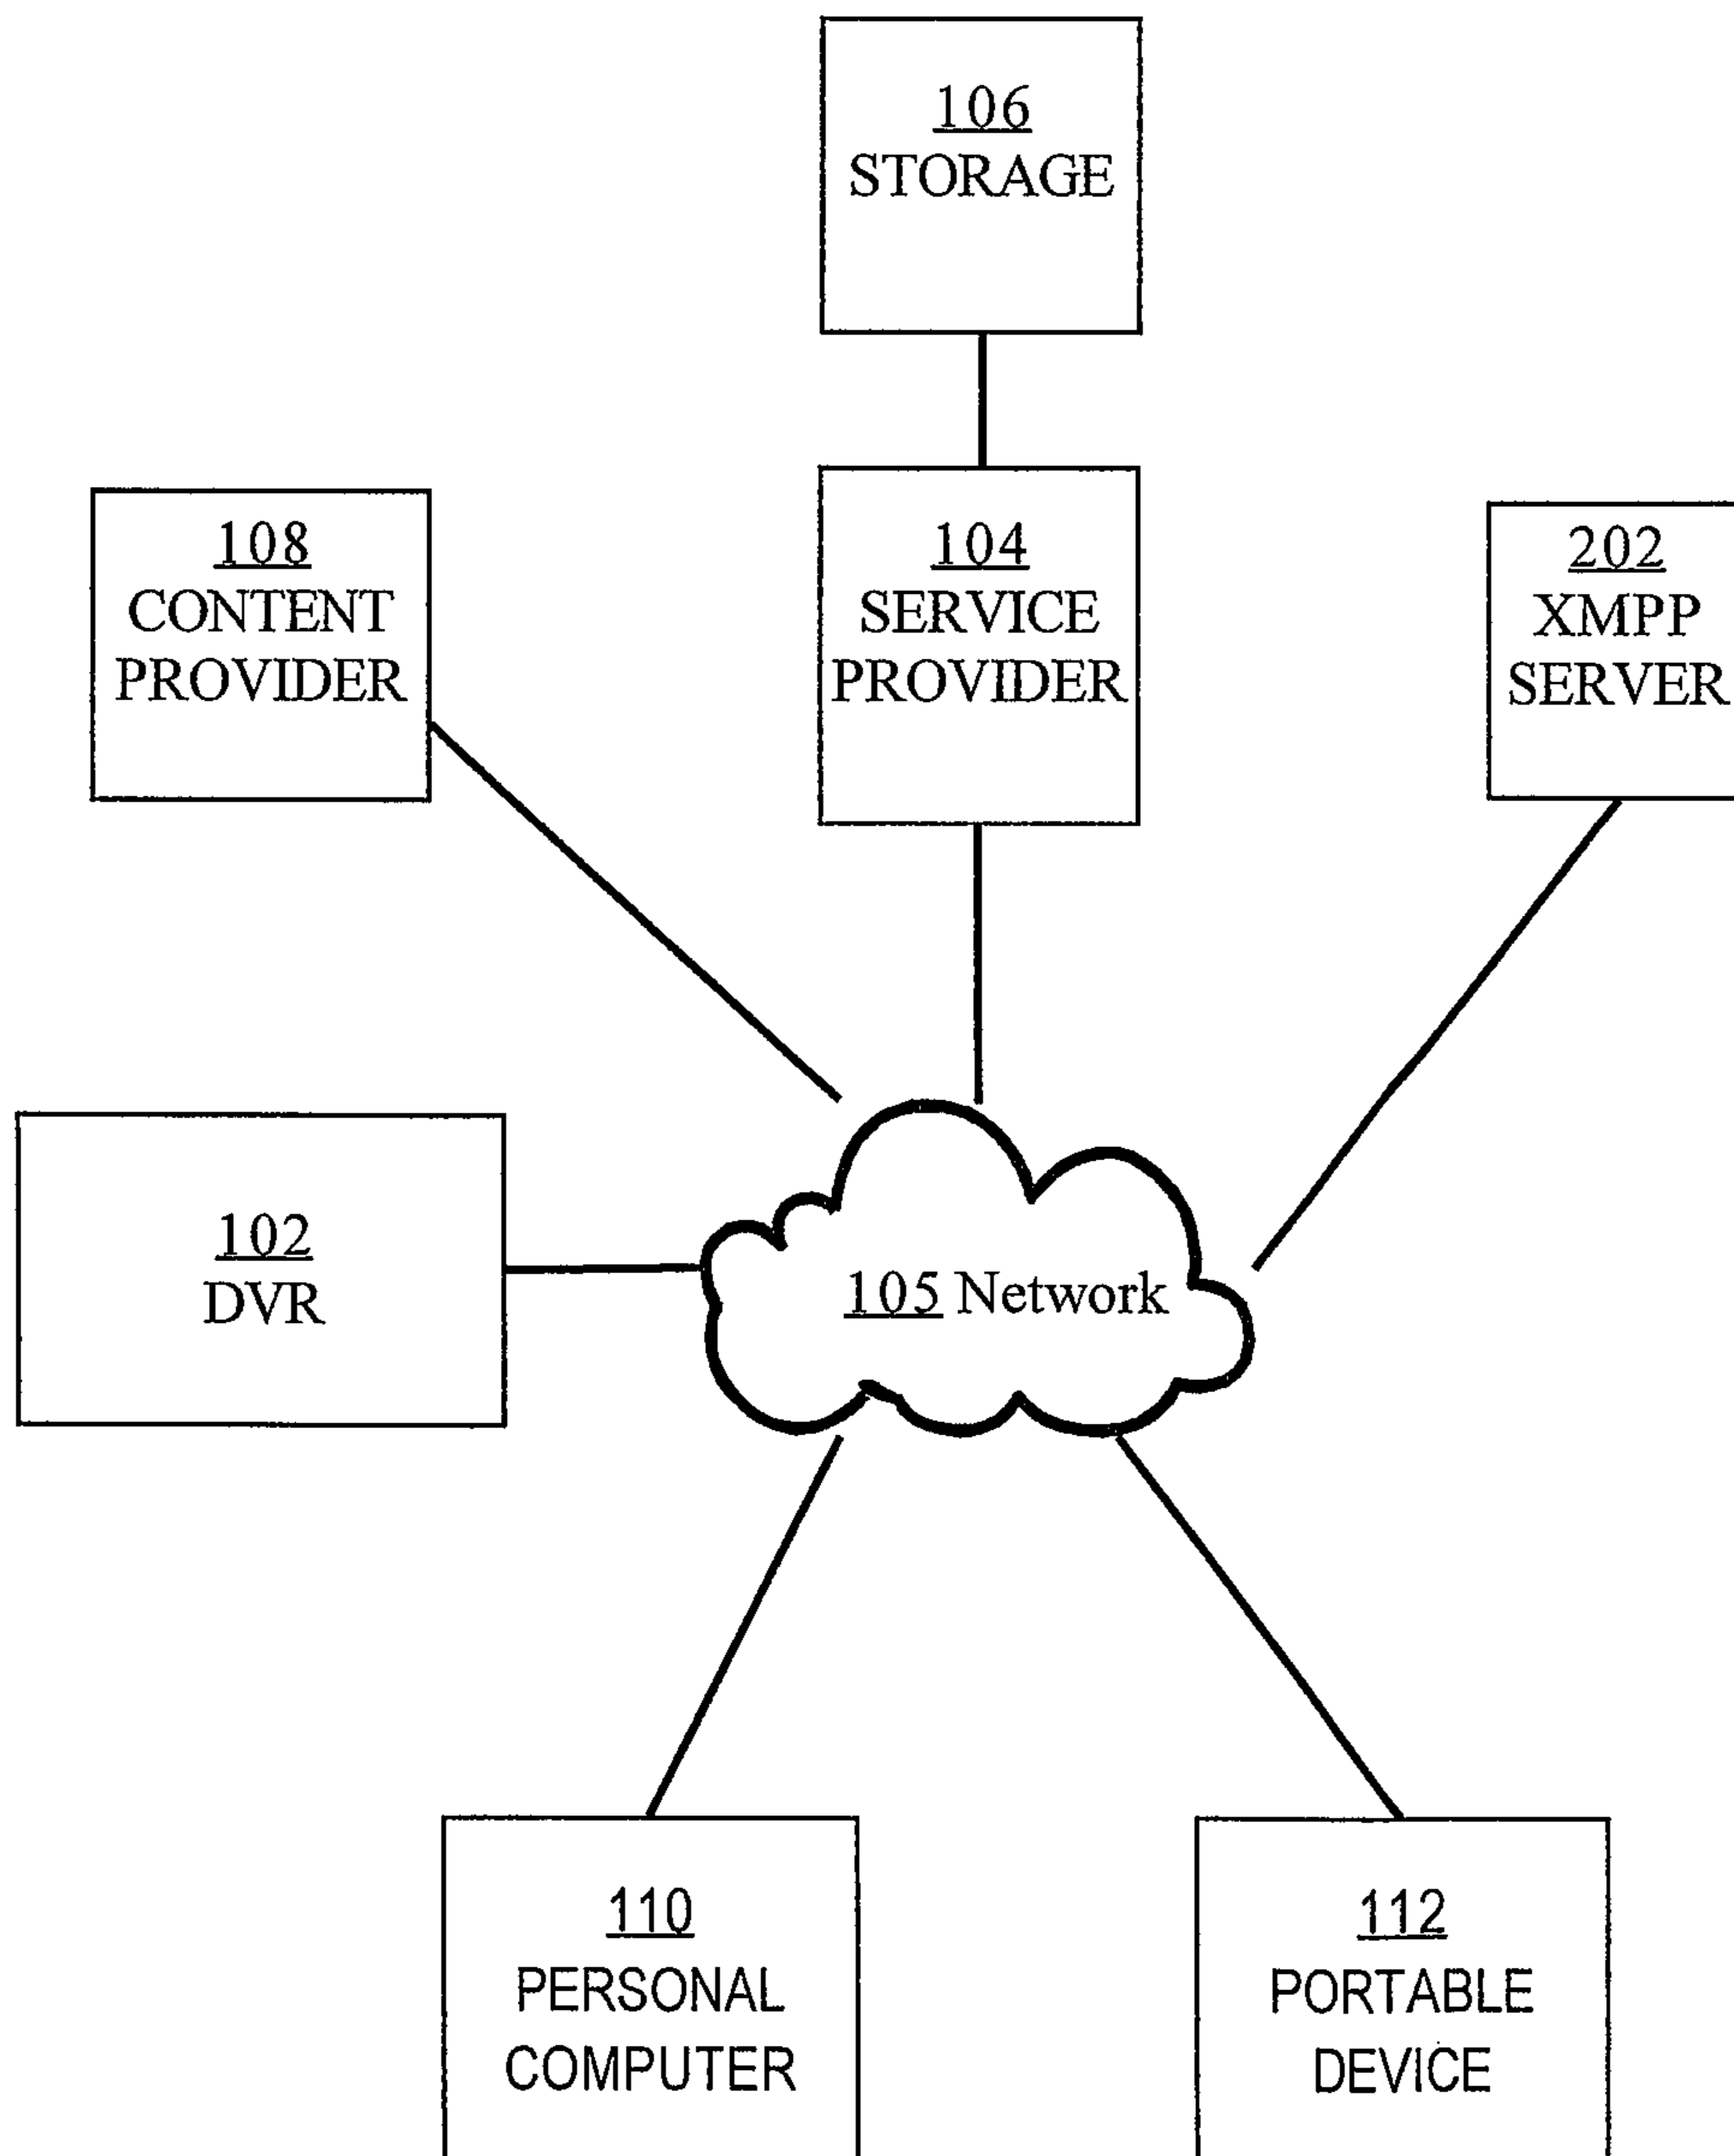 106
STORAGE
108
CONTENT
PROVIDER
104
SERVICE
PROVIDER
202
XMPP
SERVER
102
DVR
105 Network
110
PERSONAL
COMPUTER
112
PORTABLE
DEVICE